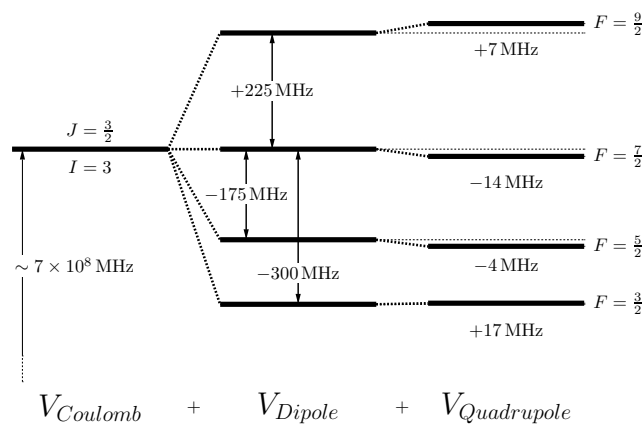 F = 9/2
+7 MHz
+225 MHz
J = 3/2
I = 3
F = 7/2
−14 MHz
−175 MHz
F = 5/2
−4 MHz
∼ 7 × 10⁸ MHz
−300 MHz
F = 3/2
+17 MHz
V_Coulomb + V_Dipole + V_Quadrupole